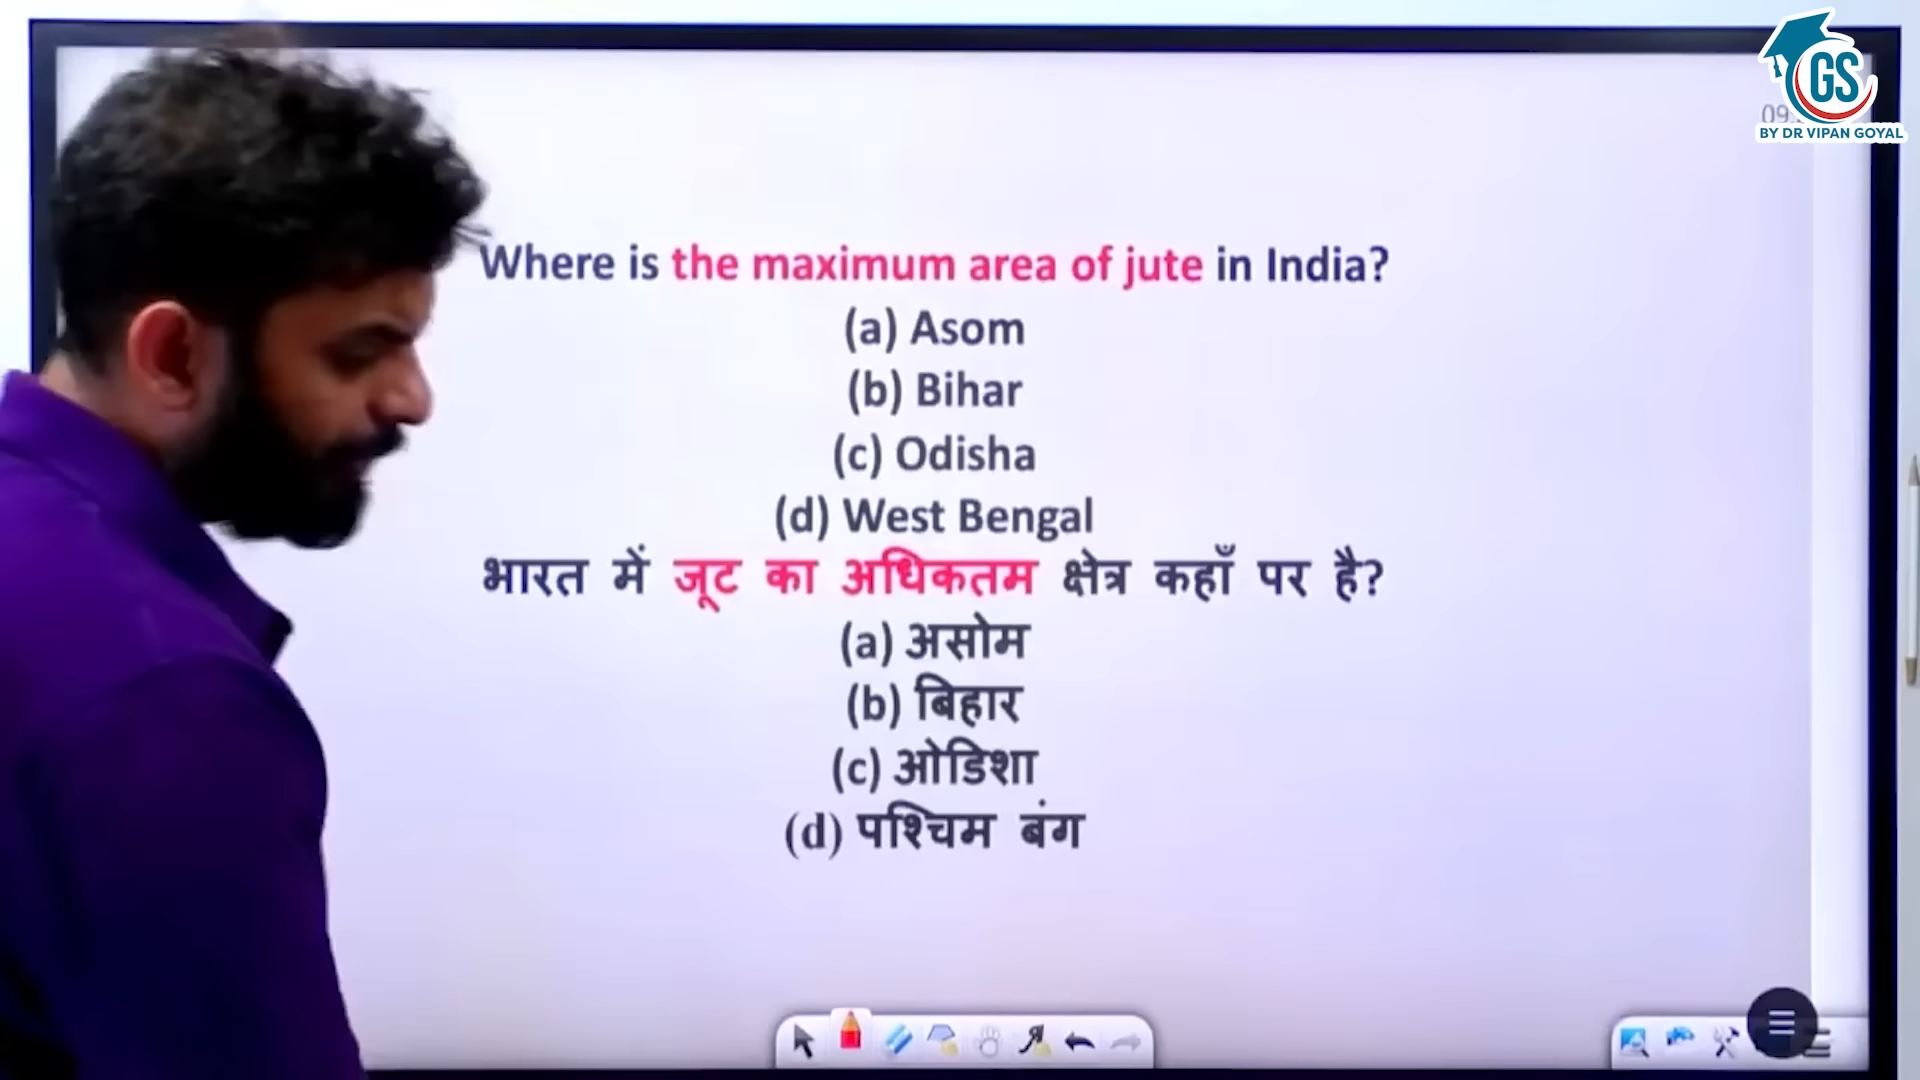 GS
09
BY DR VIPAN GOYAL
Where is the maximum area of jute in India?
(a) Asom
(b) Bihar
(c) Odisha
(d) West Bengal
भारत में जूट का अधिकतम क्षेत्र कहाँ पर है?
(a) असोम
(b) बिहार
(c) ओडिशा
(d) पश्चिम बंग